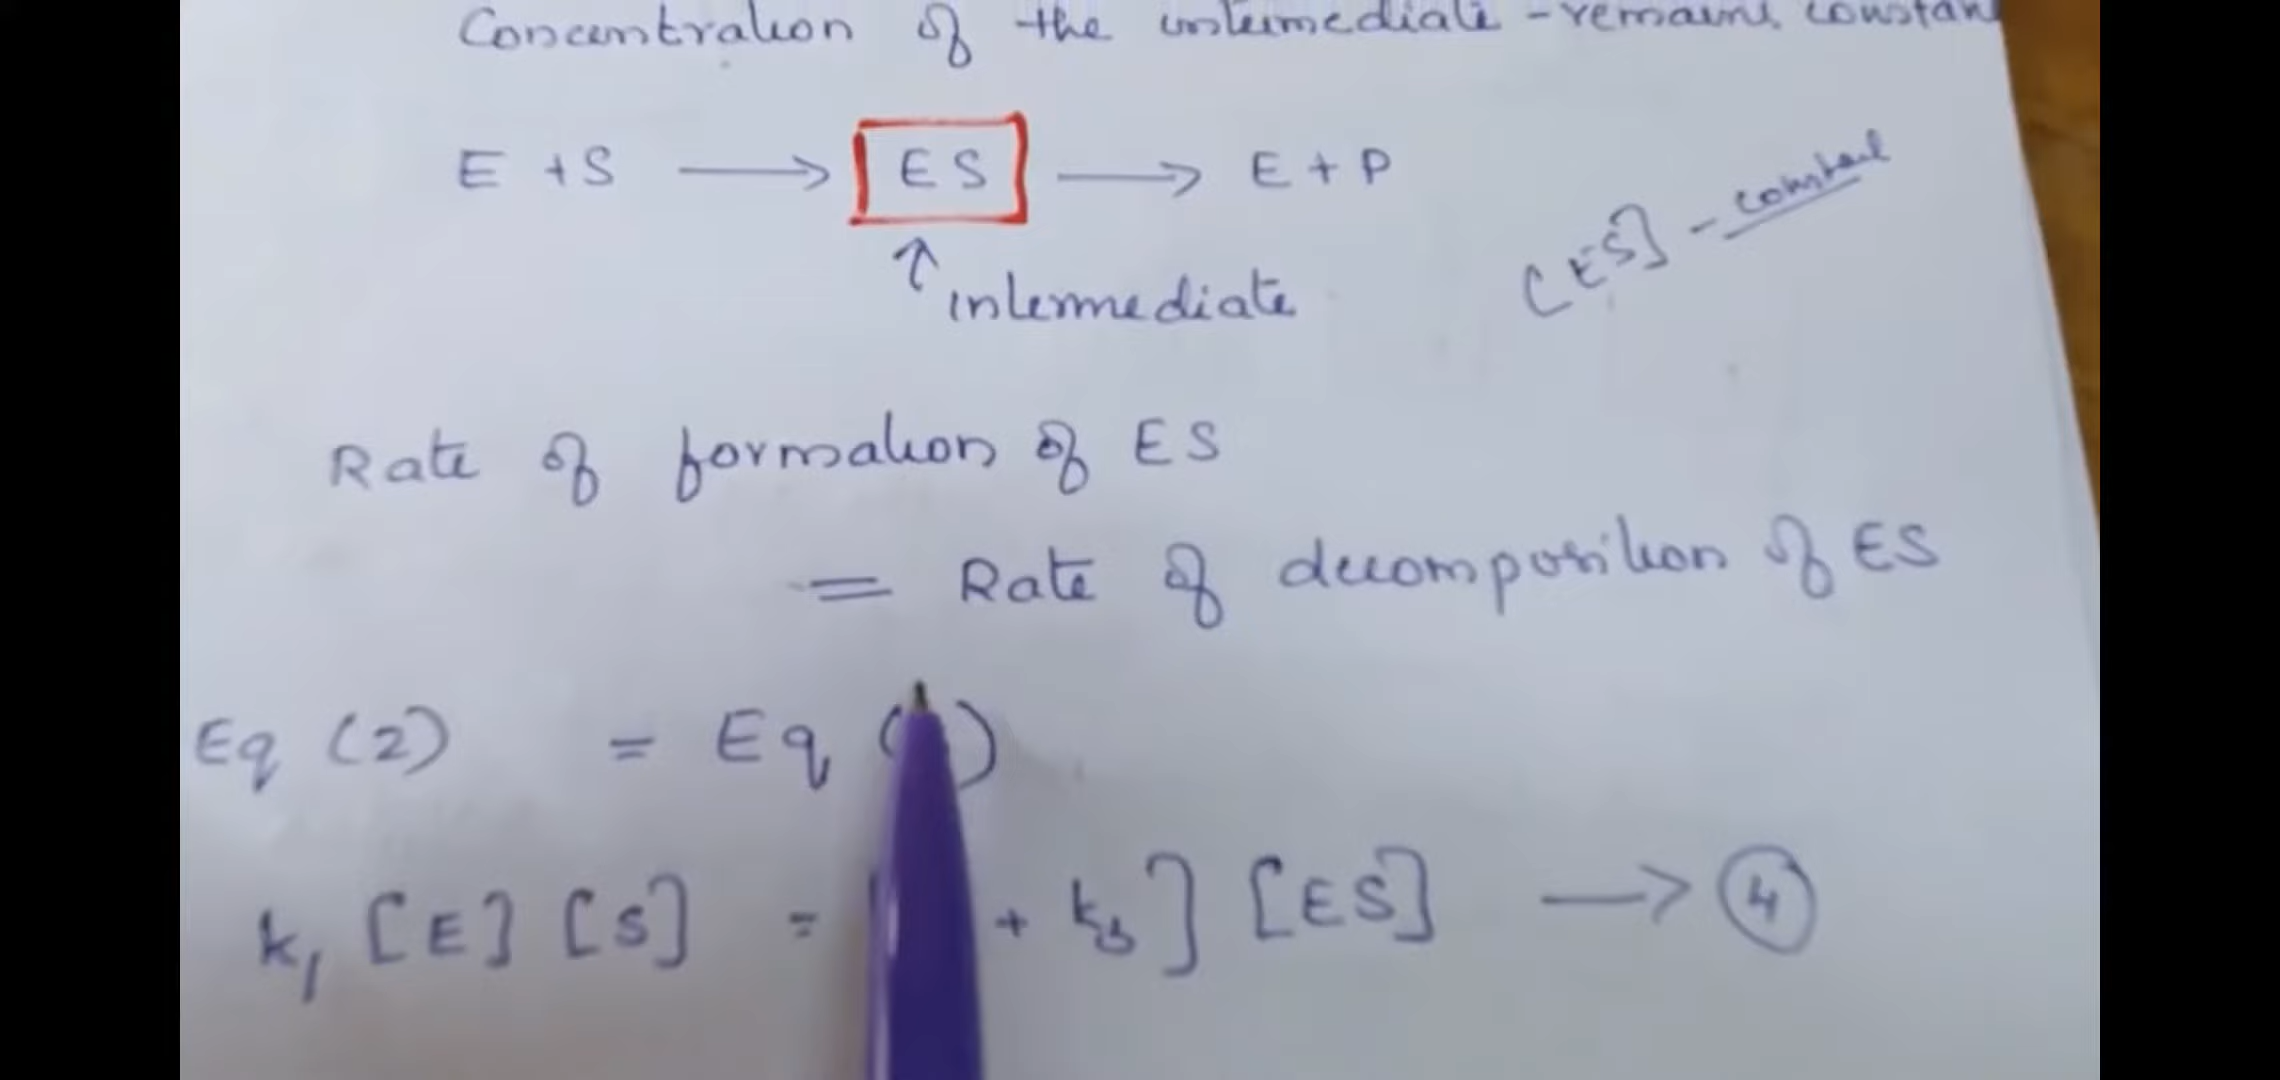 Concentration of the intermediate - remains constan
E + S → ES → E + P
[ES] - constant
↑ intermediate
Rate of formation of ES
= Rate of decomposition of ES
Eq (2) = Eq ( )
k1 [E] [S] = + k3 ] [ES] → 4